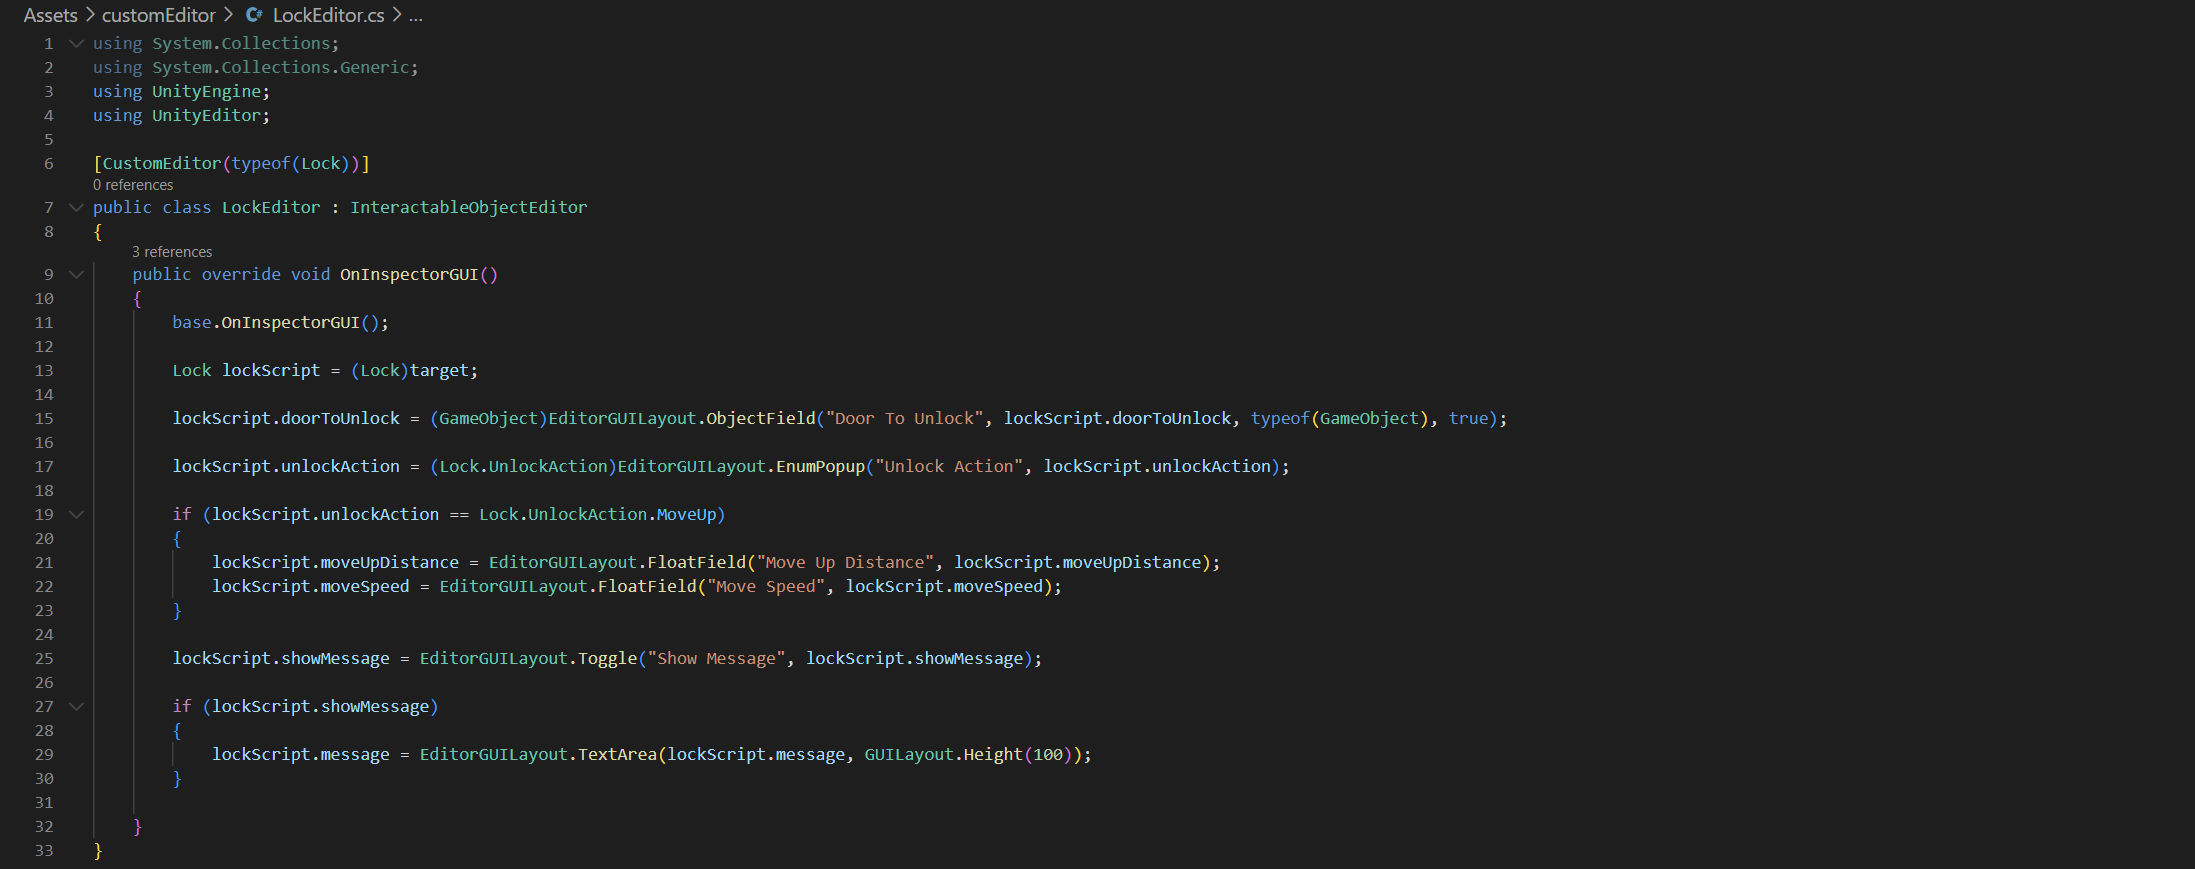 Assets > customEditor > C# LockEditor.cs > ...
1 using System.Collections;
2 using System.Collections.Generic;
3 using UnityEngine;
4 using UnityEditor;
5
6 [CustomEditor(typeof(Lock))]
0 references
7 public class LockEditor : InteractableObjectEditor
8 {
3 references
9     public override void OnInspectorGUI()
10     {
11         base.OnInspectorGUI();
12
13         Lock lockScript = (Lock)target;
14
15         lockScript.doorToUnlock = (GameObject)EditorGUILayout.ObjectField("Door To Unlock", lockScript.doorToUnlock, typeof(GameObject), true);
16
17         lockScript.unlockAction = (Lock.UnlockAction)EditorGUILayout.EnumPopup("Unlock Action", lockScript.unlockAction);
18
19         if (lockScript.unlockAction == Lock.UnlockAction.MoveUp)
20         {
21             lockScript.moveUpDistance = EditorGUILayout.FloatField("Move Up Distance", lockScript.moveUpDistance);
22             lockScript.moveSpeed = EditorGUILayout.FloatField("Move Speed", lockScript.moveSpeed);
23         }
24
25         lockScript.showMessage = EditorGUILayout.Toggle("Show Message", lockScript.showMessage);
26
27         if (lockScript.showMessage)
28         {
29             lockScript.message = EditorGUILayout.TextArea(lockScript.message, GUILayout.Height(100));
30         }
31
32     }
33 }